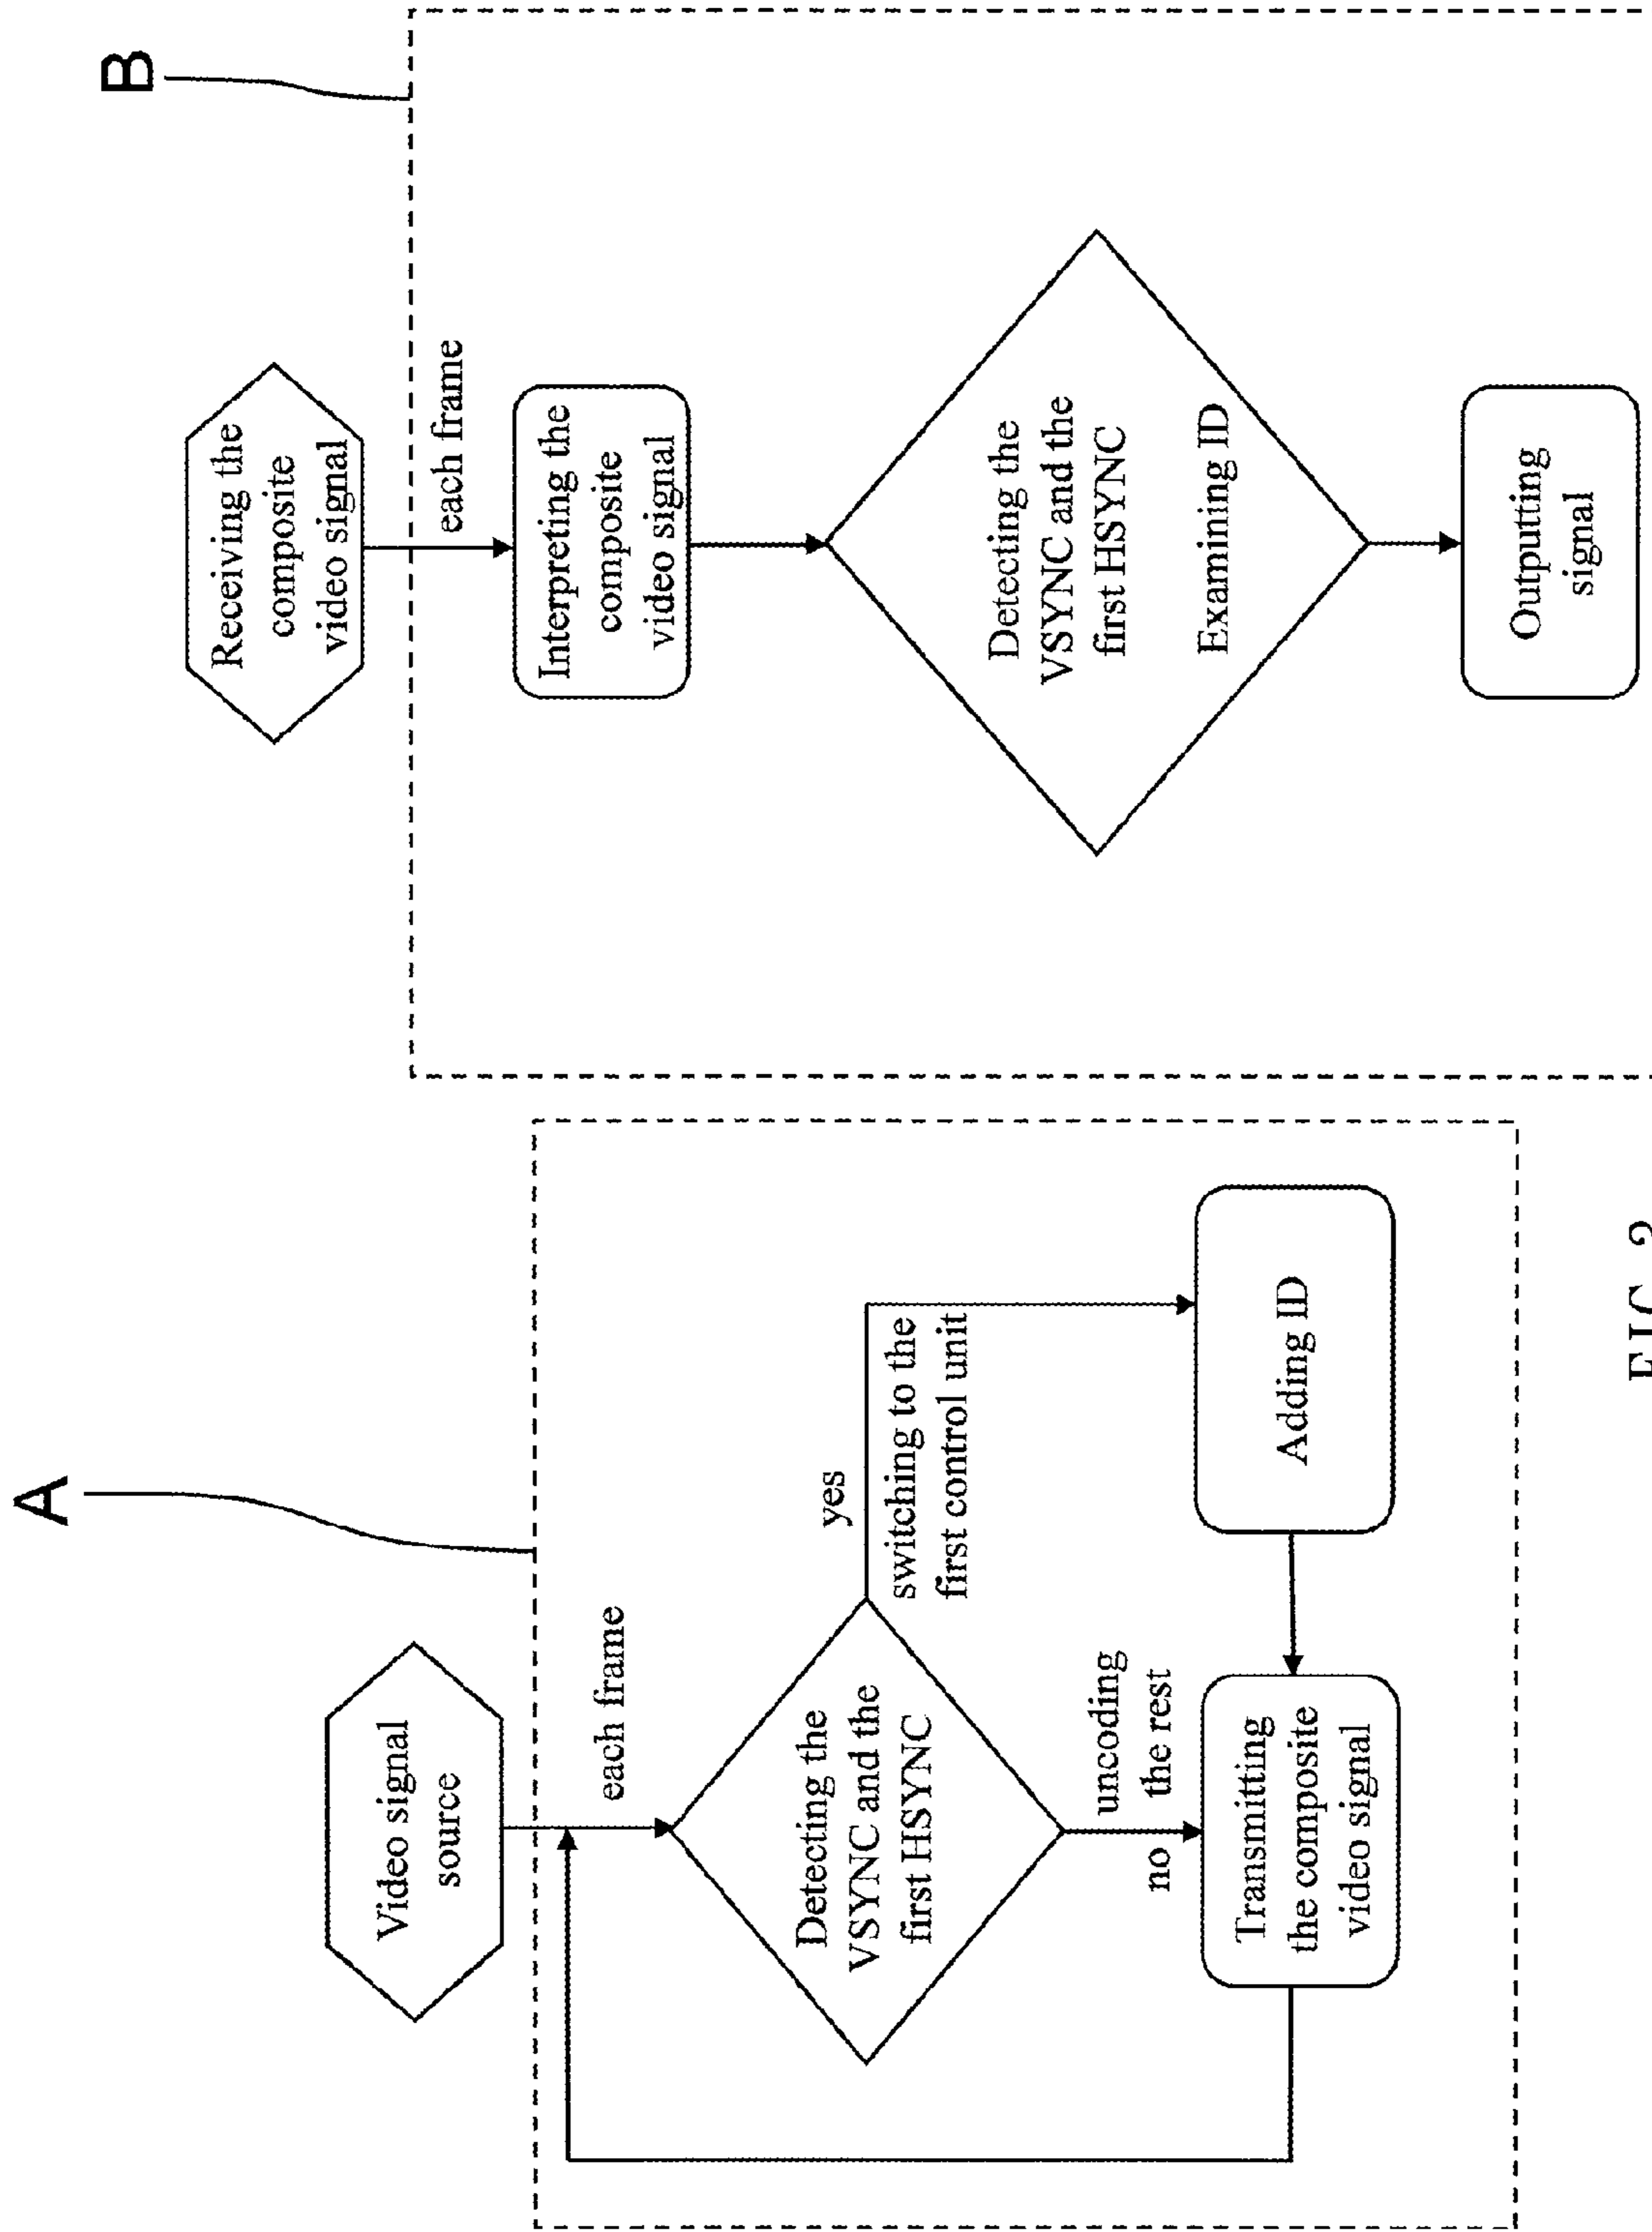 A
Video signal
source
each frame
Detecting the
VSYNC and the
first HSYNC
yes
switching to the
first control unit
no
uncoding
the rest
Transmitting
the composite
video signal
Adding ID
B
Receiving the
composite
video signal
each frame
Interpreting the
composite
video signal
Detecting the
VSYNC and the
first HSYNC
Examining ID
Outputting
signal
FIG